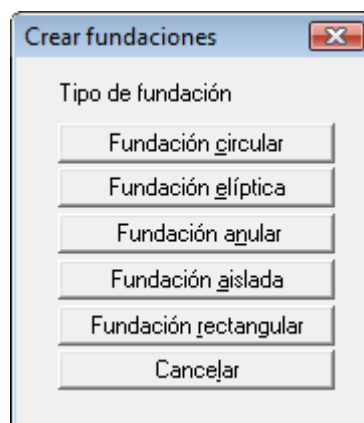 Crear fundaciones
Tipo de fundación
Fundación circular
Fundación elíptica
Fundación anular
Fundación aislada
Fundación rectangular
Cancelar